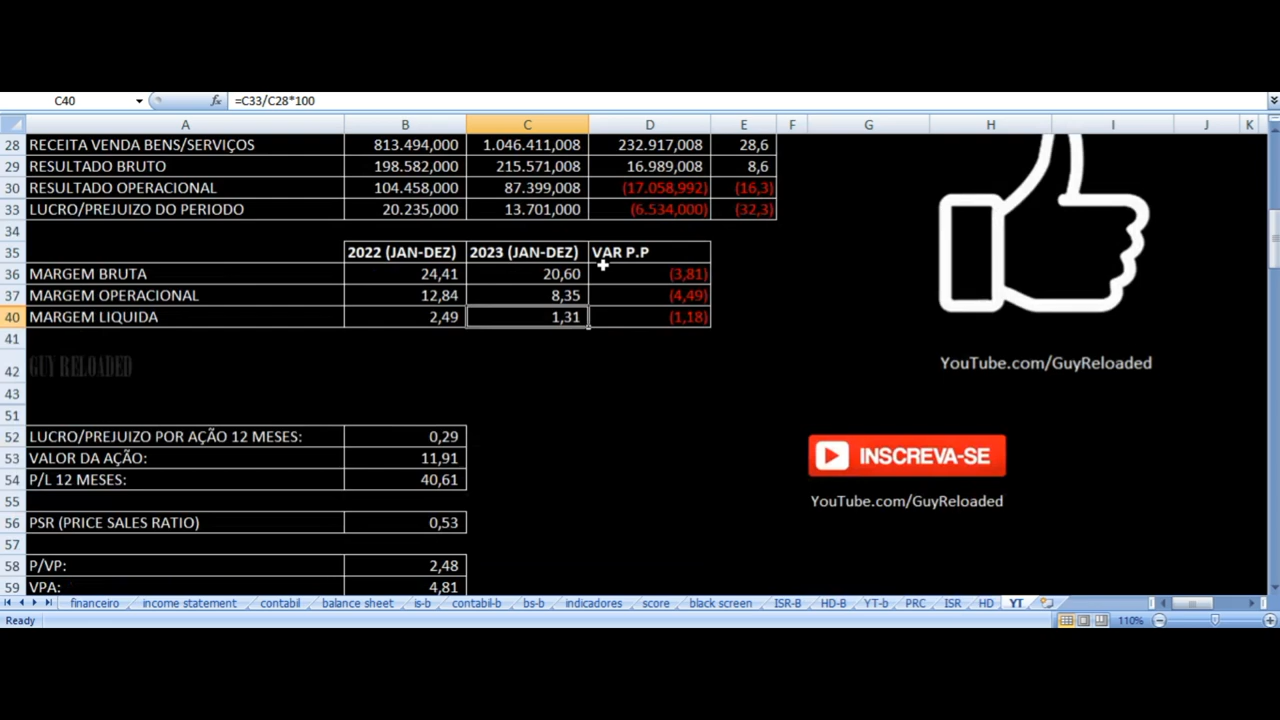 C40 fx =C33/C28*100
A B C D E F G H I J K
28 RECEITA VENDA BENS/SERVIÇOS 813.494,000 1.046.411,008 232.917,008 28,6
29 RESULTADO BRUTO 198.582,000 215.571,008 16.989,008 8,6
30 RESULTADO OPERACIONAL 104.458,000 87.399,008 (17.058,992) (16,3)
33 LUCRO/PREJUIZO DO PERIODO 20.235,000 13.701,000 (6.534,000) (32,3)
34
35 2022 (JAN-DEZ) 2023 (JAN-DEZ) VAR P.P
36 MARGEM BRUTA 24,41 20,60 (3,81)
37 MARGEM OPERACIONAL 12,84 8,35 (4,49)
40 MARGEM LIQUIDA 2,49 1,31 (1,18)
41
YouTube.com/GuyReloaded
42 GUY RELOADED
43
51
52 LUCRO/PREJUIZO POR AÇÃO 12 MESES: 0,29
53 VALOR DA AÇÃO: 11,91
INSCREVA-SE
54 P/L 12 MESES: 40,61
55
YouTube.com/GuyReloaded
56 PSR (PRICE SALES RATIO) 0,53
57
58 P/VP: 2,48
59 VPA: 4,81
financeiro income statement contabil balance sheet is-b contabil-b bs-b indicadores score black screen ISR-B HD-B YT-b PRC ISR HD YT
Ready 110%